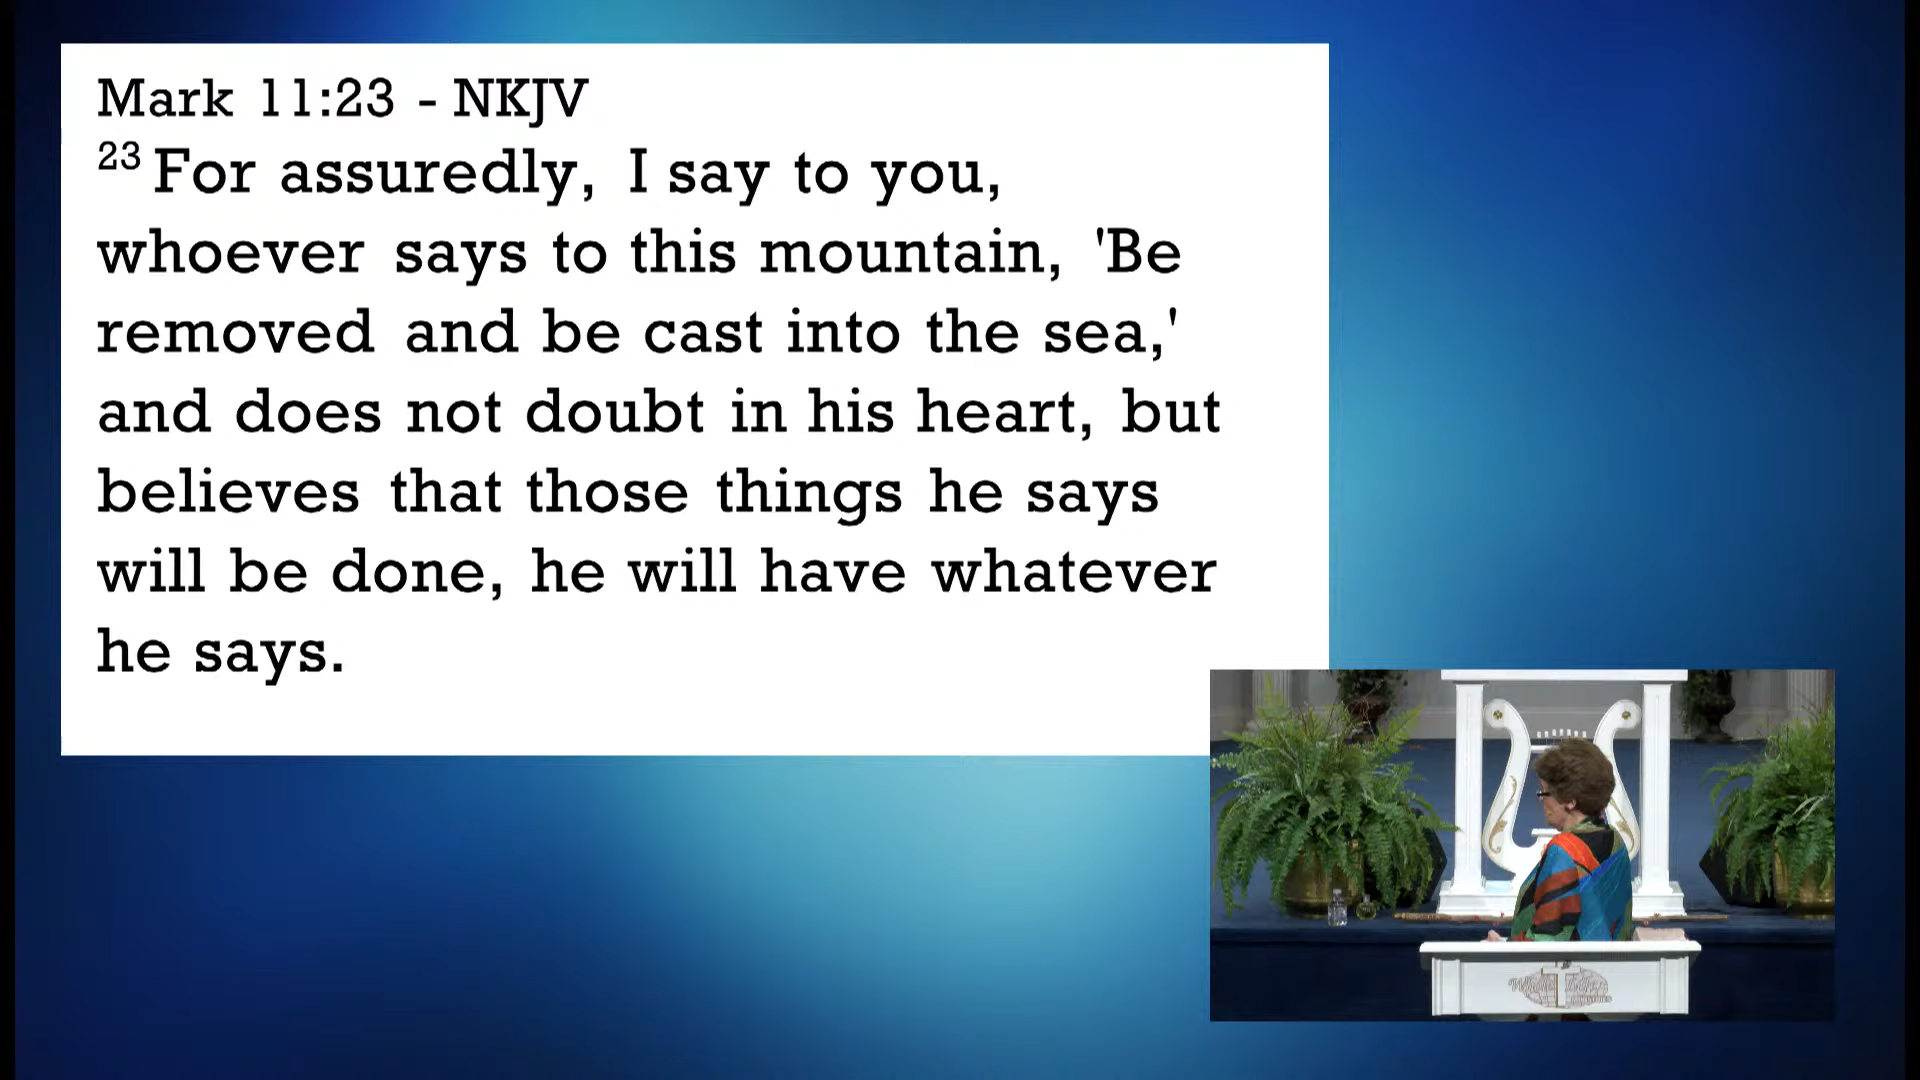 Mark 11:23 - NKJV
23 For assuredly, I say to you,
whoever says to this mountain, 'Be
removed and be cast into the sea,'
and does not doubt in his heart, but
believes that those things he says
will be done, he will have whatever
he says.